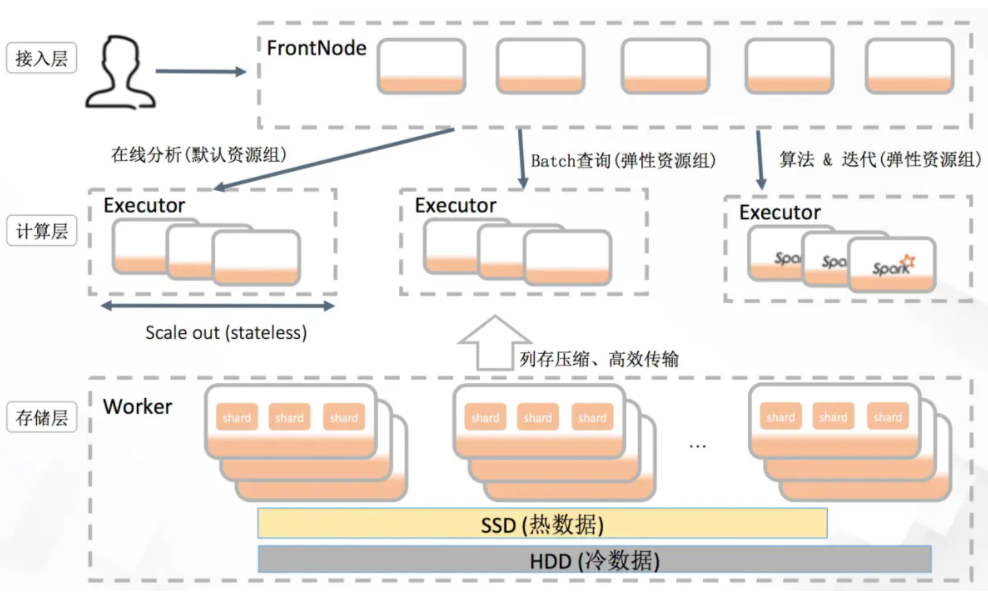 接入层
FrontNode
在线分析(默认资源组)
Batch查询(弹性资源组)
算法 & 迭代(弹性资源组)
计算层
Executor
Executor
Executor
Spa
Spa
Spark
Scale out (stateless)
列存压缩、高效传输
存储层
Worker
shard shard shard
shard shard shard
shard shard shard
...
SSD (热数据)
HDD (冷数据)